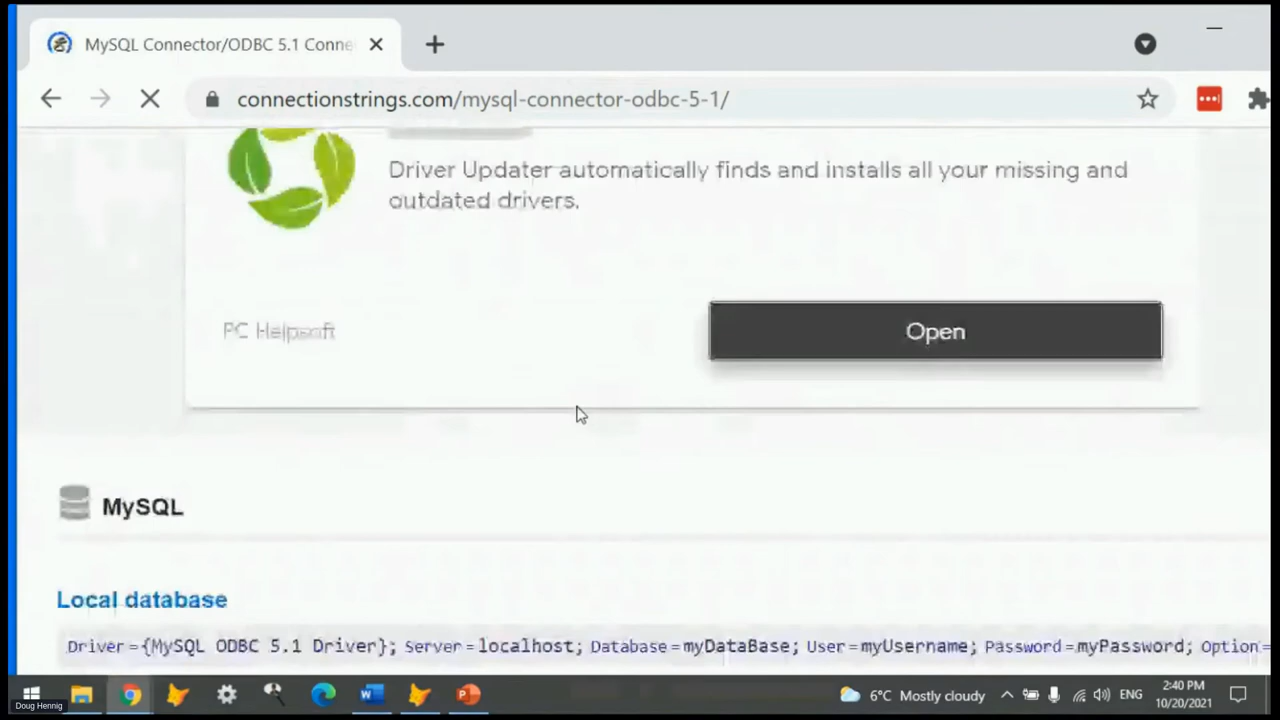 MySQL Connector/ODBC 5.1 Conne
connectionstrings.com/mysql-connector-odbc-5-1/
Driver Updater automatically finds and installs all your missing and
outdated drivers.
PC Helpsoft
Open
MySQL
Local database
Driver={MySQL ODBC 5.1 Driver}; Server=localhost; Database=myDataBase; User=myUsername; Password=myPassword; Option=
6°C Mostly cloudy
ENG
2:40 PM
10/20/2021
Doug Hennig